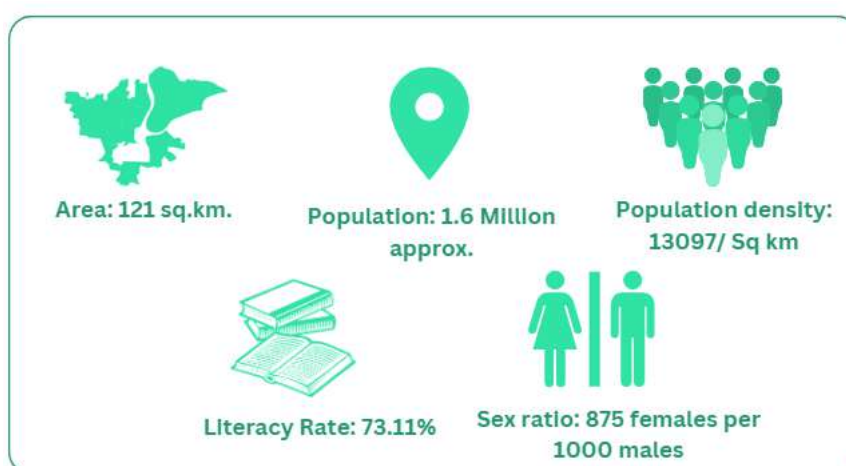 Area: 121 sq.km.
Population: 1.6 Million
approx.
Population density:
13097/ Sq km
Literacy Rate: 73.11%
Sex ratio: 875 females per
1000 males